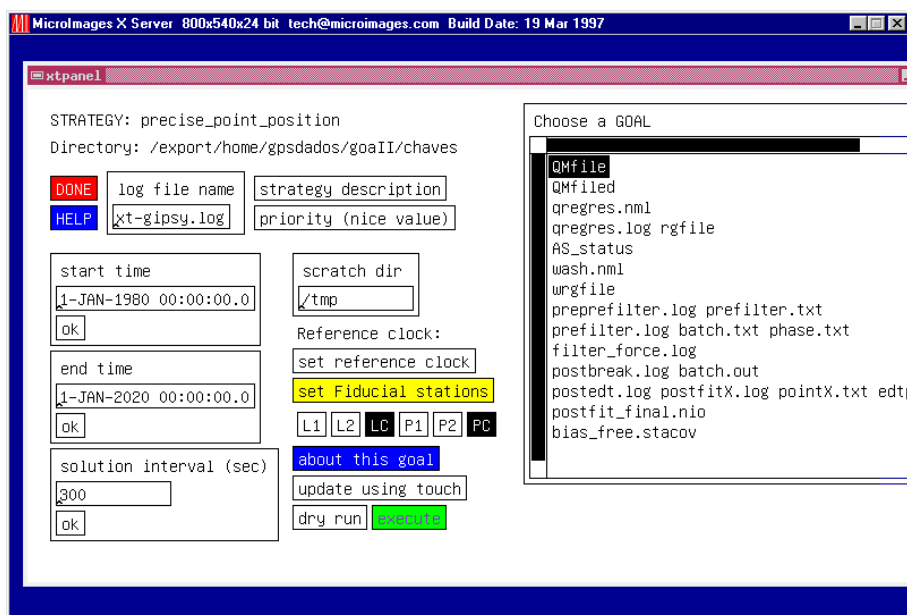 MicroImages X Server 800x540x24 bit tech@microimages.com Build Date: 19 Mar 1997
xtpanel
STRATEGY: precise_point_position
Directory: /export/home/gpsdados/goaII/chaves
DONE
log file name
strategy description
HELP
xt-gipsy.log
priority (nice value)
start time
1-JAN-1980 00:00:00.0
ok
end time
1-JAN-2020 00:00:00.0
ok
solution interval (sec)
300
ok
scratch dir
/tmp
Reference clock:
set reference clock
set Fiducial stations
L1 L2 LC P1 P2 PC
about this goal
update using touch
dry run execute
Choose a GOAL
QMfile
QMfiled
qregres.nml
qregres.log rgfile
AS_status
wash.nml
wrgfile
preprefilter.log prefilter.txt
prefilter.log batch.txt phase.txt
filter_force.log
postbreak.log batch.out
postedt.log postfitX.log pointX.txt edtp
postfit_final.nio
bias_free.stacov